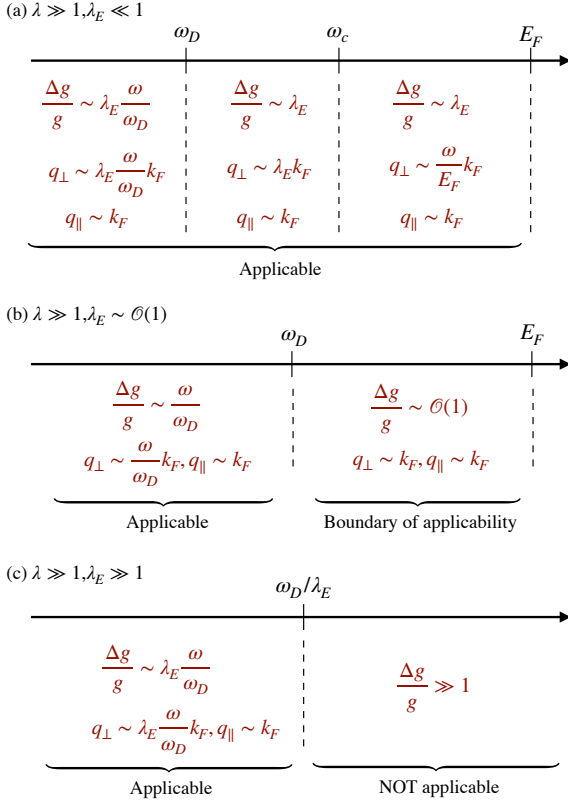 (a) λ ≫ 1, λ_E ≪ 1
ω_D ω_c E_F
Δg/g ∼ λ_E ω/ω_D Δg/g ∼ λ_E Δg/g ∼ λ_E
q_⊥ ∼ λ_E ω/ω_D k_F q_⊥ ∼ λ_E k_F q_⊥ ∼ ω/E_F k_F
q_∥ ∼ k_F q_∥ ∼ k_F q_∥ ∼ k_F
Applicable
(b) λ ≫ 1, λ_E ∼ 𝒪(1)
ω_D E_F
Δg/g ∼ ω/ω_D Δg/g ∼ 𝒪(1)
q_⊥ ∼ ω/ω_D k_F, q_∥ ∼ k_F q_⊥ ∼ k_F, q_∥ ∼ k_F
Applicable Boundary of applicability
(c) λ ≫ 1, λ_E ≫ 1
ω_D/λ_E
Δg/g ∼ λ_E ω/ω_D Δg/g ≫ 1
q_⊥ ∼ λ_E ω/ω_D k_F, q_∥ ∼ k_F
Applicable NOT applicable